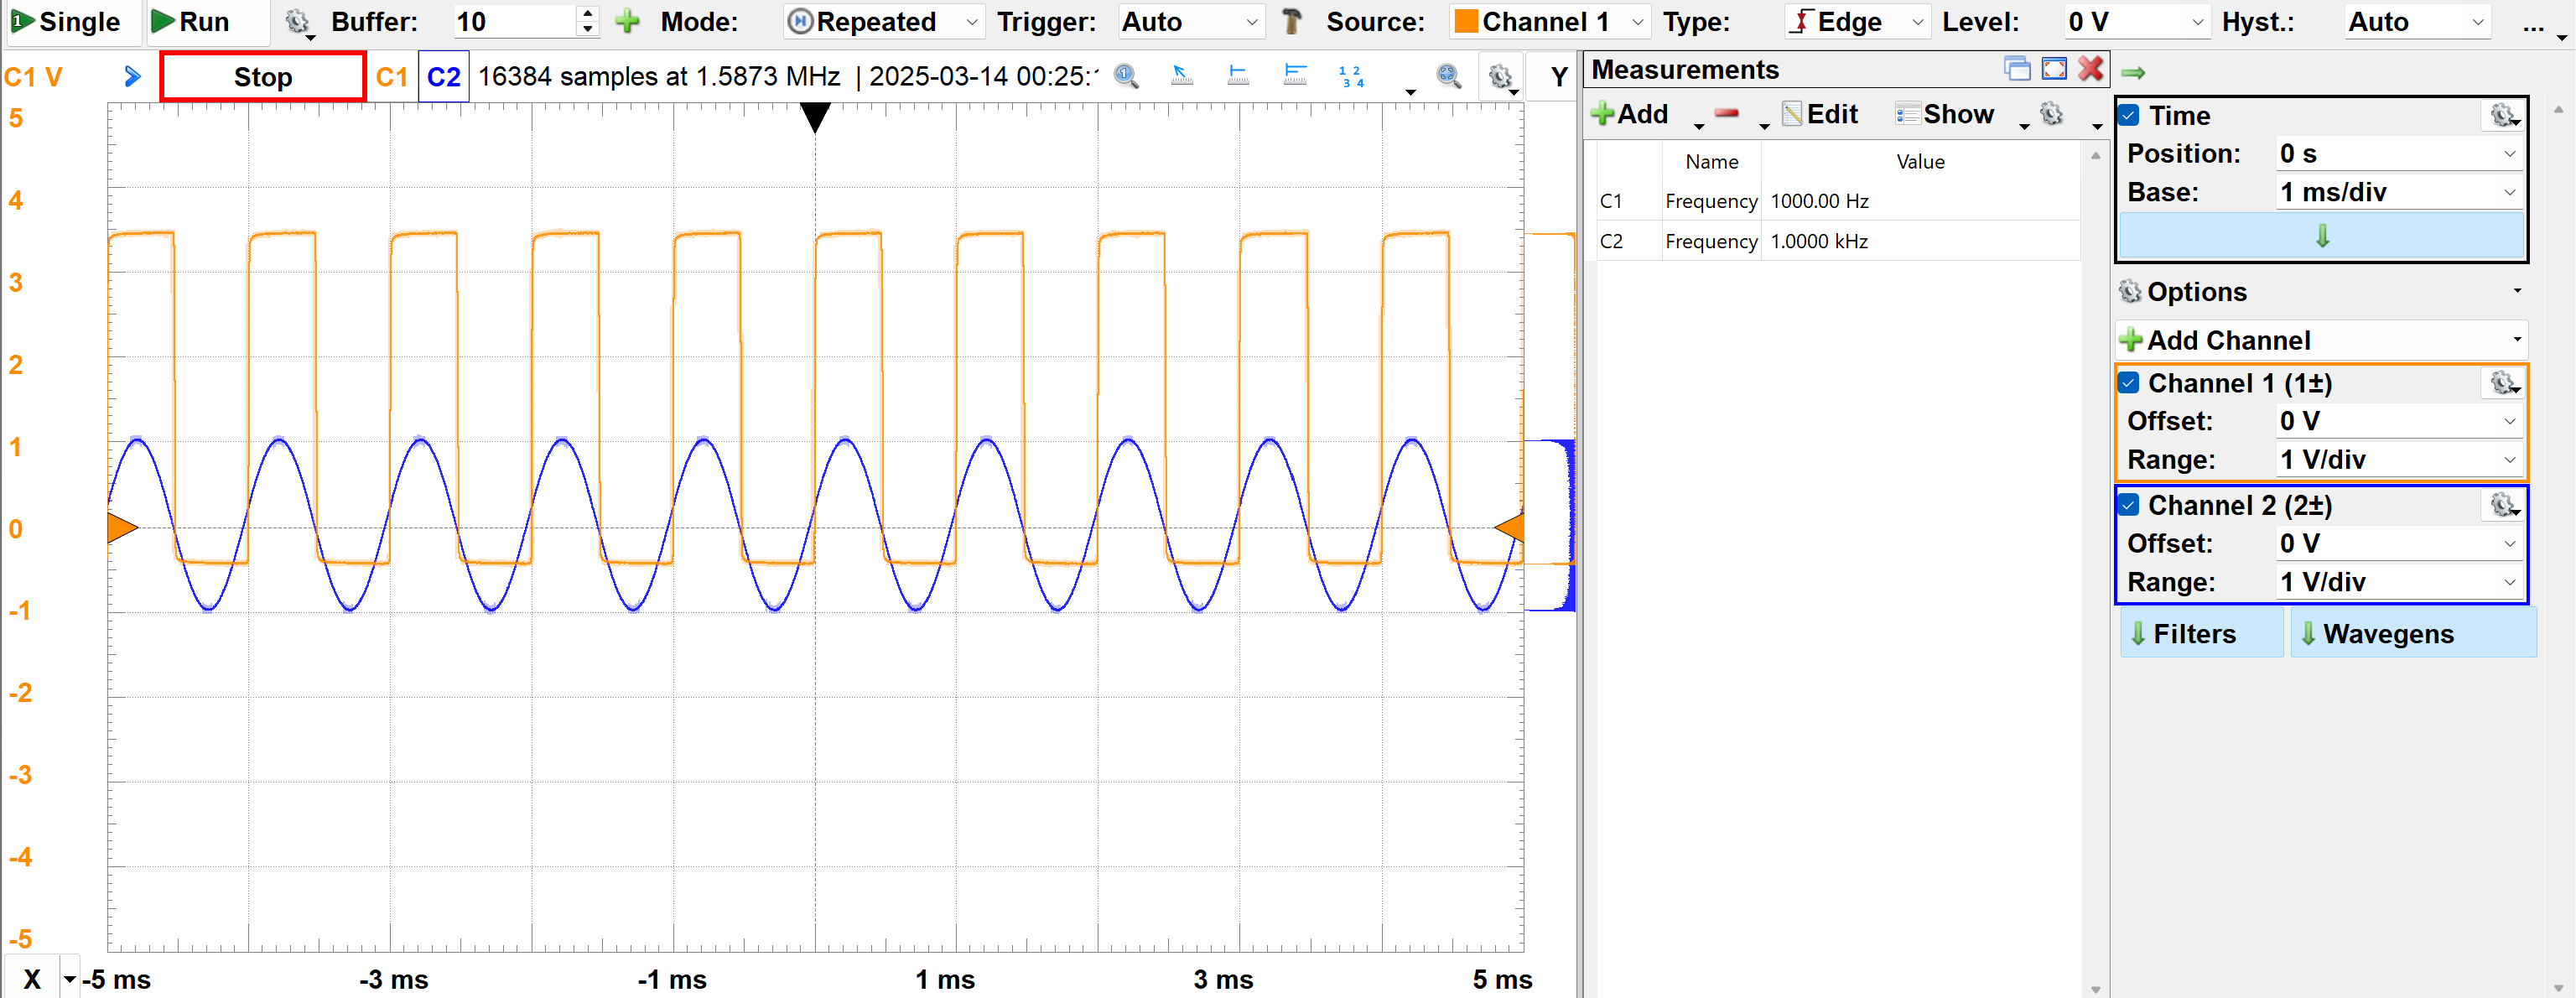 Single Run Buffer: 10 Mode: Repeated Trigger: Auto Source: Channel 1 Type: Edge Level: 0 V Hyst.: Auto ...
C1 V Stop C1 C2 16384 samples at 1.5873 MHz | 2025-03-14 00:25: Y
5
4
3
2
1
0
-1
-2
-3
-4
-5
X -5 ms -3 ms -1 ms 1 ms 3 ms 5 ms
Measurements
Add Edit Show
Name Value
C1 Frequency 1000.00 Hz
C2 Frequency 1.0000 kHz
Time
Position: 0 s
Base: 1 ms/div
Options
Add Channel
Channel 1 (1±)
Offset: 0 V
Range: 1 V/div
Channel 2 (2±)
Offset: 0 V
Range: 1 V/div
Filters Wavegens